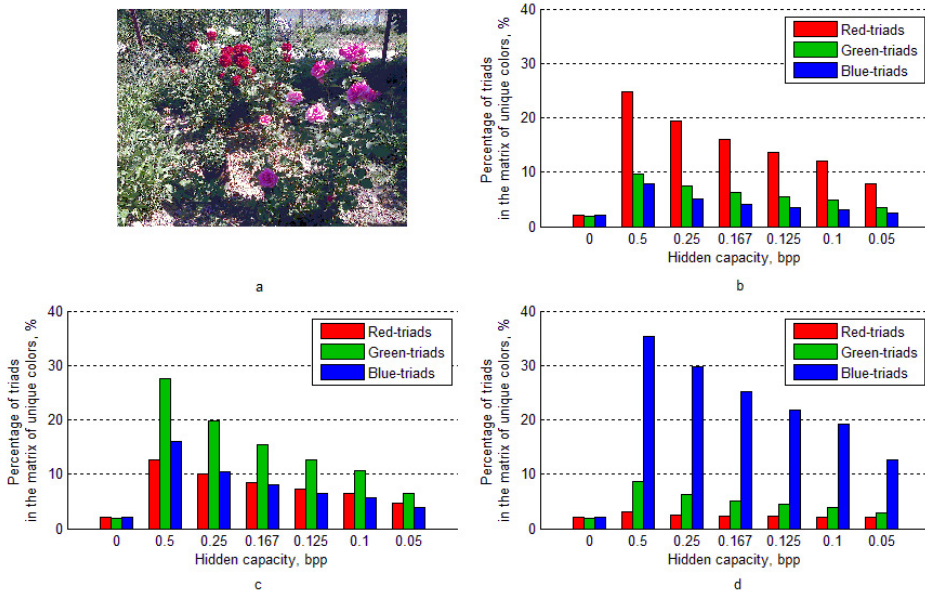 Percentage of triads
in the matrix of unique colors, %
40
30
20
10
0
Red-triads
Green-triads
Blue-triads
0 0.5 0.25 0.167 0.125 0.1 0.05
Hidden capacity, bpp
a
b
Percentage of triads
in the matrix of unique colors, %
40
30
20
10
0
Red-triads
Green-triads
Blue-triads
0 0.5 0.25 0.167 0.125 0.1 0.05
Hidden capacity, bpp
c
Percentage of triads
in the matrix of unique colors, %
40
30
20
10
0
Red-triads
Green-triads
Blue-triads
0 0.5 0.25 0.167 0.125 0.1 0.05
Hidden capacity, bpp
d